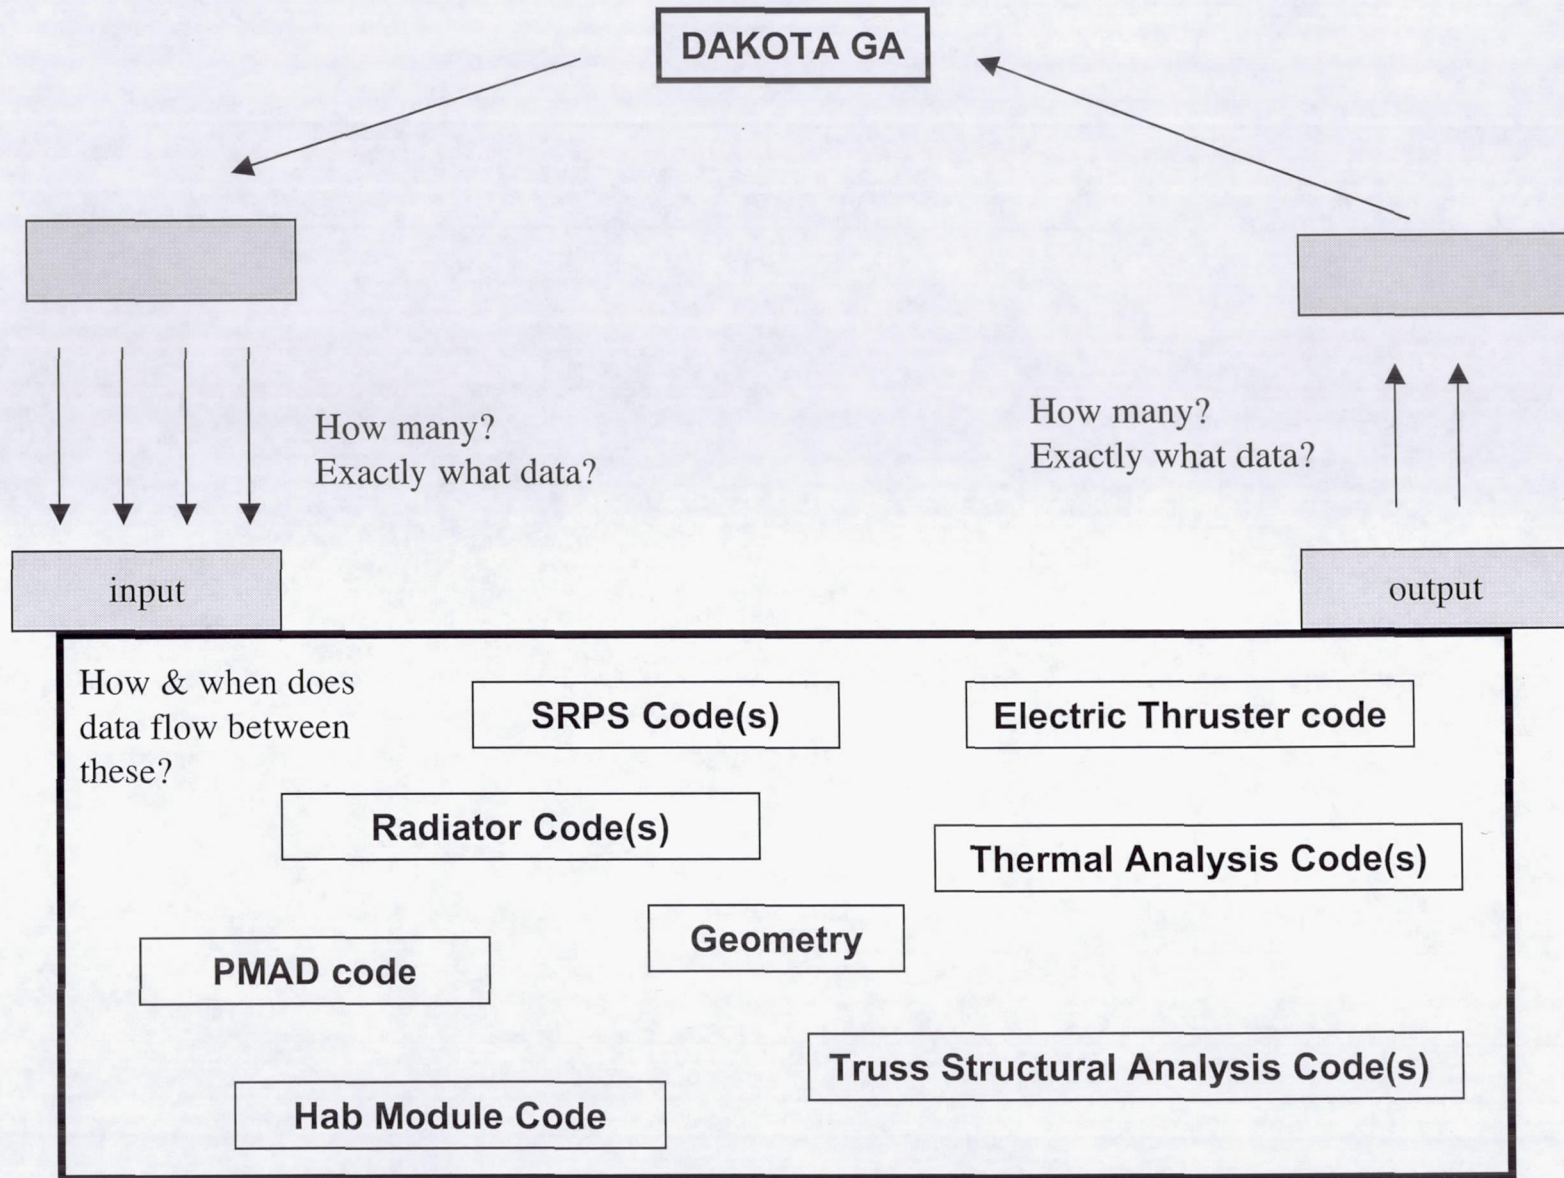 DAKOTA GA
How many?
Exactly what data?
How many?
Exactly what data?
input
output
How & when does
data flow between
these?
SRPS Code(s)
Electric Thruster code
Radiator Code(s)
Thermal Analysis Code(s)
Geometry
PMAD code
Truss Structural Analysis Code(s)
Hab Module Code